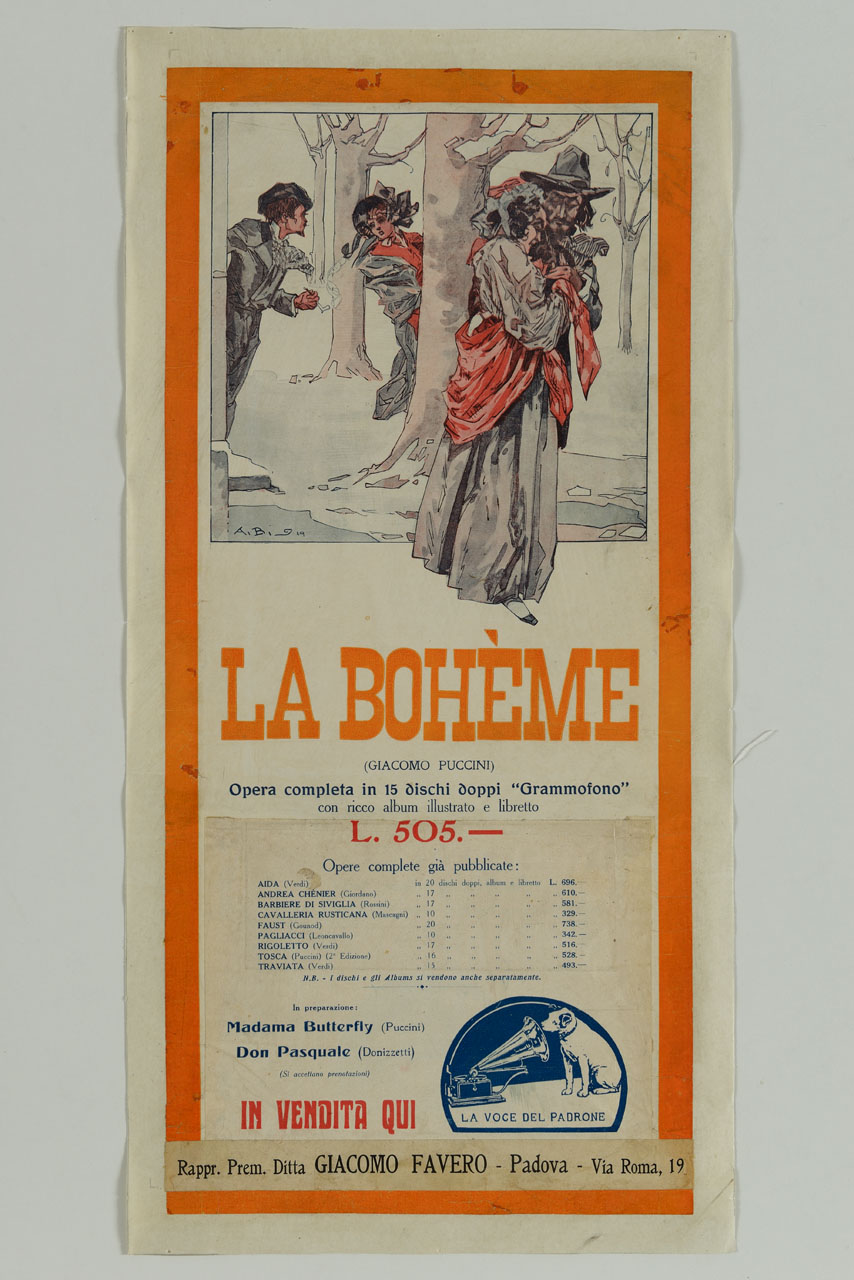 A. B. 929
LA BOHÈME
(GIACOMO PUCCINI)
Opera completa in 15 dischi doppi “Grammofono”
con ricco album illustrato e libretto
L. 505.—
Opere complete già pubblicate:
AIDA (Verdi) in 20 dischi doppi, album e libretto L. 696.—
ANDREA CHÉNIER (Giordano) „ 17 „ „ „ „ „ 610.—
BARBIERE DI SIVIGLIA (Rossini) „ 17 „ „ „ „ „ 581.—
CAVALLERIA RUSTICANA (Mascagni) „ 10 „ „ „ „ „ 329.—
FAUST (Gounod) „ 20 „ „ „ „ „ 738.—
PAGLIACCI (Leoncavallo) „ 10 „ „ „ „ „ 342.—
RIGOLETTO (Verdi) „ 17 „ „ „ „ „ 516.—
TOSCA (Puccini) (2ª Edizione) „ 16 „ „ „ „ „ 528.—
TRAVIATA (Verdi) „ 15 „ „ „ „ „ 493.—
N.B. - I dischi e gli Albums si vendono anche separatamente.
In preparazione:
Madama Butterfly (Puccini)
Don Pasquale (Donizzetti)
(Si accettano prenotazioni)
IN VENDITA QUI
LA VOCE DEL PADRONE
Rappr. Prem. Ditta GIACOMO FAVERO - Padova - Via Roma, 19